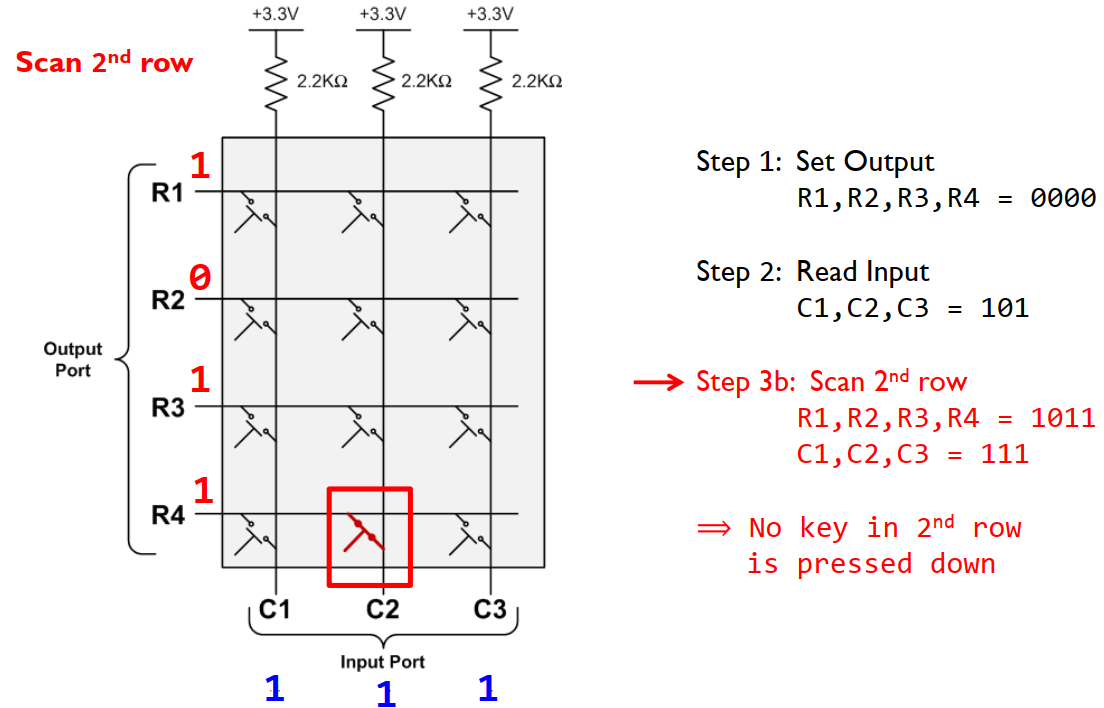 +3.3V +3.3V +3.3V
Scan 2nd row
2.2KΩ 2.2KΩ 2.2KΩ
1
R1
0
R2
Output
Port
1
R3
1
R4
C1 C2 C3
Input Port
1 1 1
Step 1: Set Output
R1,R2,R3,R4 = 0000
Step 2: Read Input
C1,C2,C3 = 101
→ Step 3b: Scan 2nd row
R1,R2,R3,R4 = 1011
C1,C2,C3 = 111
⟹ No key in 2nd row
is pressed down